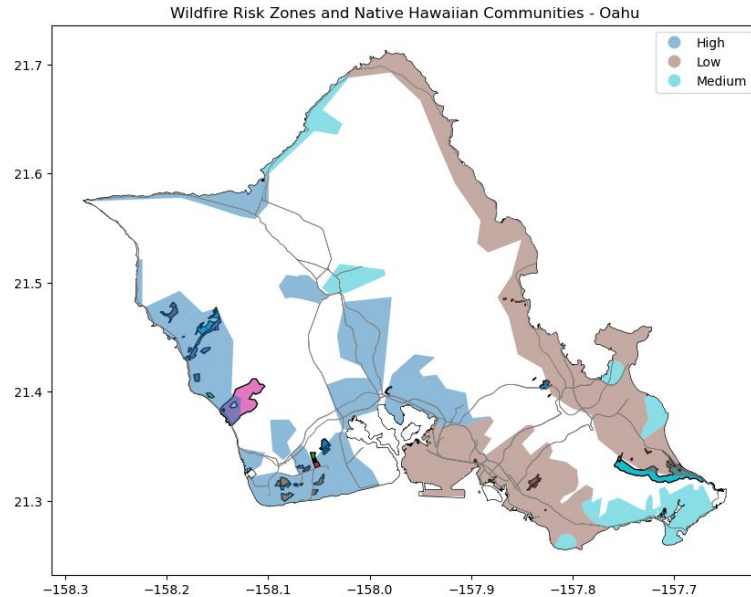 Wildfire Risk Zones and Native Hawaiian Communities - Oahu
High
Low
Medium
21.7
21.6
21.5
21.4
21.3
−158.3 −158.2 −158.1 −158.0 −157.9 −157.8 −157.7